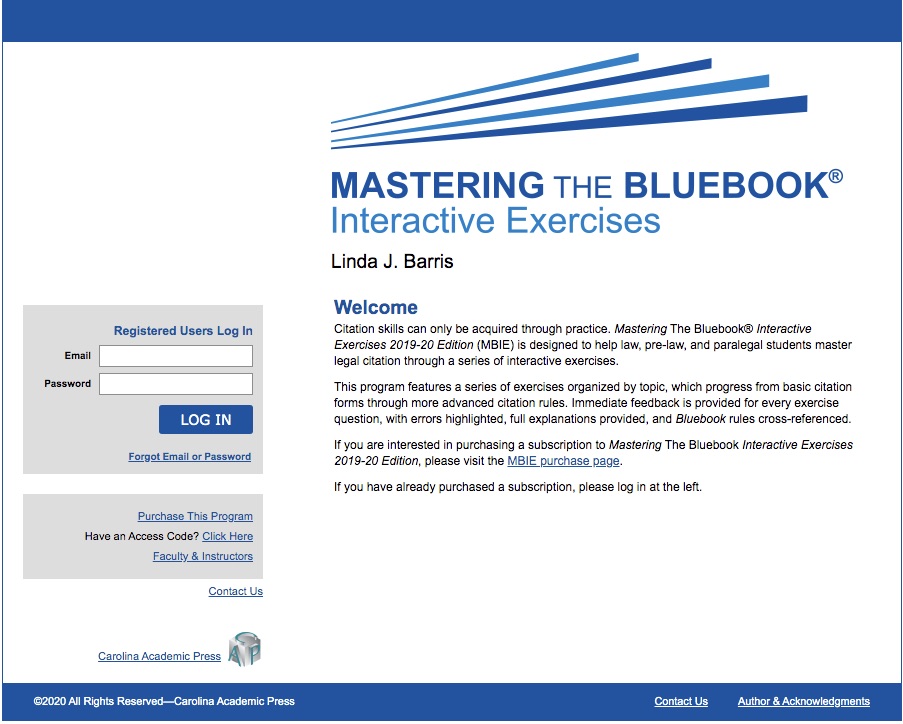 MASTERING THE BLUEBOOK®
Interactive Exercises
Linda J. Barris
Registered Users Log In
Email
Password
LOG IN
Forgot Email or Password
Purchase This Program
Have an Access Code? Click Here
Faculty & Instructors
Contact Us
Carolina Academic Press
CAP
Welcome
Citation skills can only be acquired through practice. Mastering The Bluebook® Interactive
Exercises 2019-20 Edition (MBIE) is designed to help law, pre-law, and paralegal students master
legal citation through a series of interactive exercises.
This program features a series of exercises organized by topic, which progress from basic citation
forms through more advanced citation rules. Immediate feedback is provided for every exercise
question, with errors highlighted, full explanations provided, and Bluebook rules cross-referenced.
If you are interested in purchasing a subscription to Mastering The Bluebook Interactive Exercises
2019-20 Edition, please visit the MBIE purchase page.
If you have already purchased a subscription, please log in at the left.
©2020 All Rights Reserved—Carolina Academic Press
Contact Us
Author & Acknowledgments